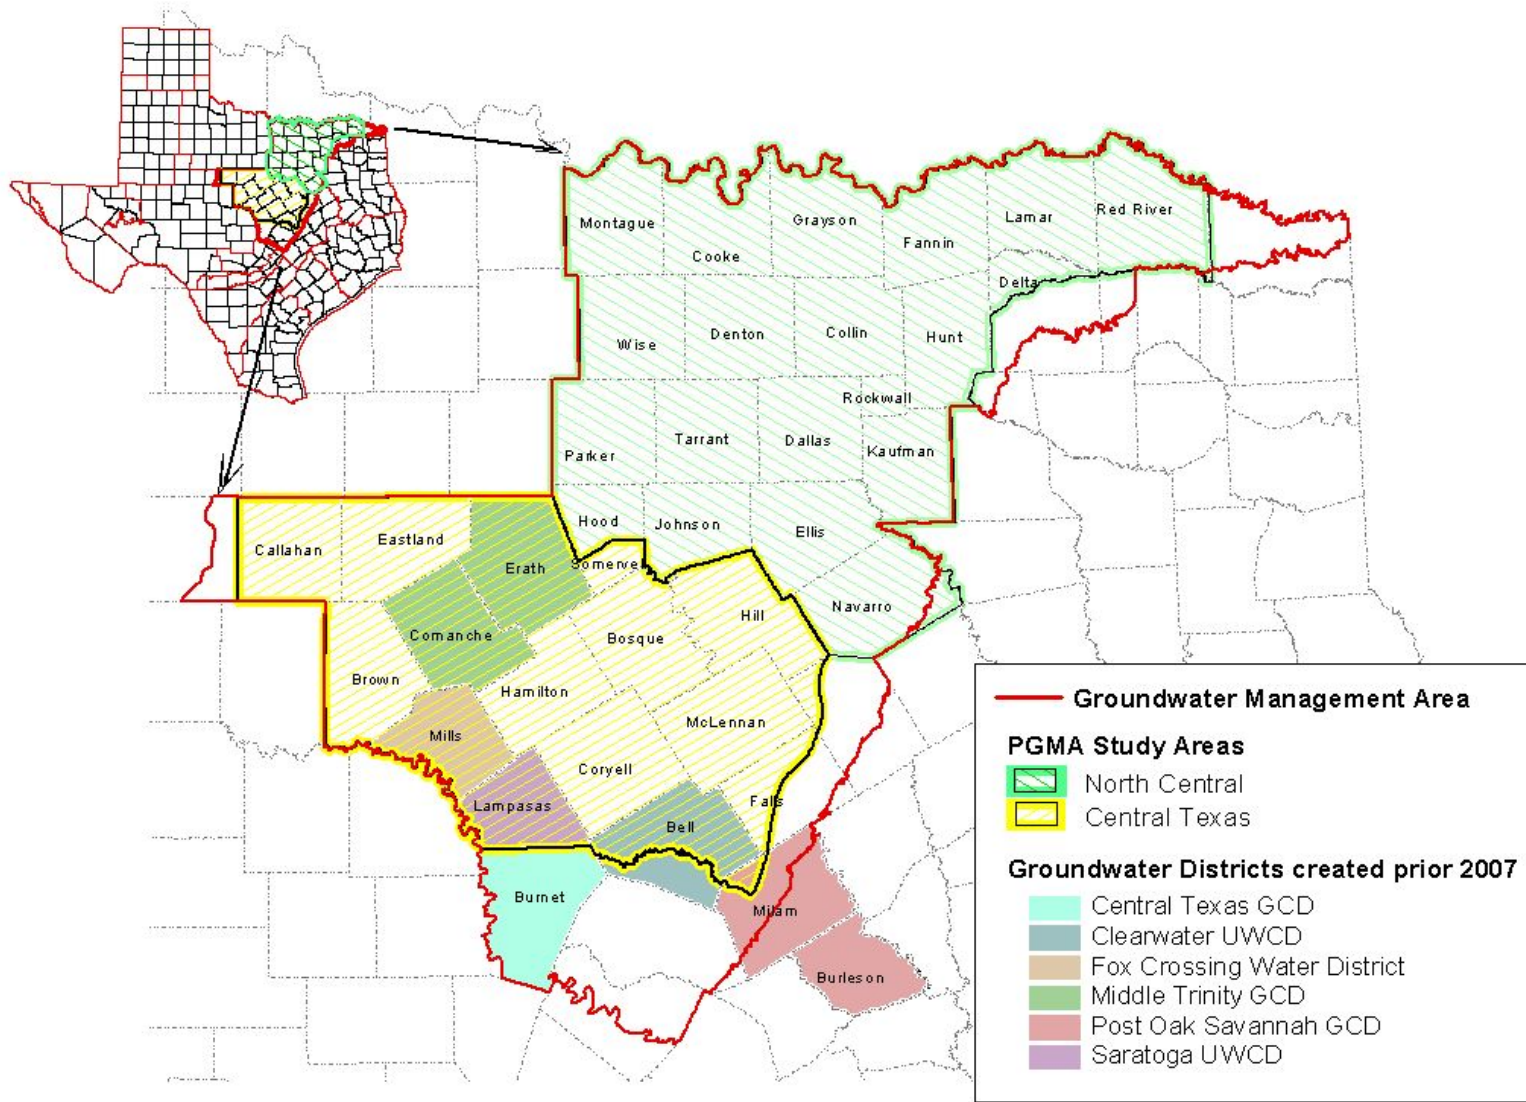 Montague
Cooke
Grayson
Fannin
Lamar
Red River
Delta
Wise
Denton
Collin
Hunt
Rockwall
Parker
Tarrant
Dallas
Kaufman
Hood
Johnson
Ellis
Navarro
Callahan
Eastland
Erath
Somervel
Comanche
Bosque
Hill
Brown
Hamilton
Mills
McLennan
Coryell
Lampasas
Falls
Bell
Burnet
Milam
Burleson
Groundwater Management Area
PGMA Study Areas
North Central
Central Texas
Groundwater Districts created prior 2007
Central Texas GCD
Clearwater UWCD
Fox Crossing Water District
Middle Trinity GCD
Post Oak Savannah GCD
Saratoga UWCD